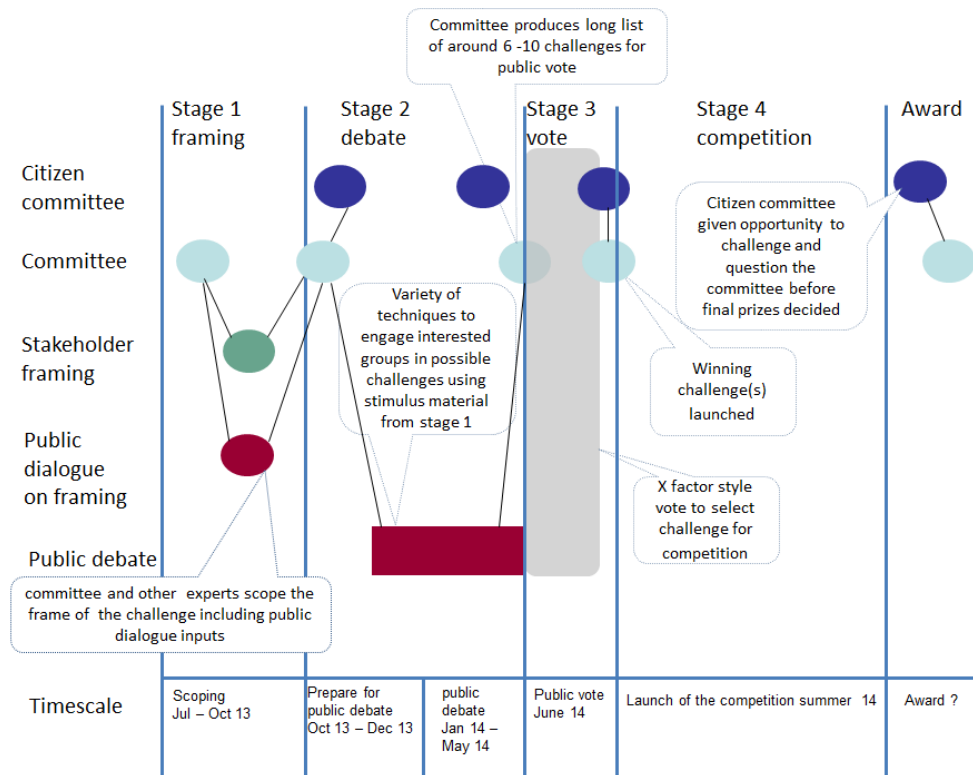 Committee produces long list
of around 6 -10 challenges for
public vote
Stage 1
framing
Stage 2
debate
Stage 3
vote
Stage 4
competition
Award
Citizen
committee
Citizen committee
given opportunity to
challenge and
question the
committee before
final prizes decided
Committee
Variety of
techniques to
engage interested
groups in possible
challenges using
stimulus material
from stage 1
Stakeholder
framing
Winning
challenge(s)
launched
Public
dialogue
on framing
X factor style
vote to select
challenge for
competition
Public debate
committee and other experts scope the
frame of the challenge including public
dialogue inputs
Timescale
Scoping
Jul – Oct 13
Prepare for
public debate
Oct 13 – Dec 13
public
debate
Jan 14 –
May 14
Public vote
June 14
Launch of the competition summer 14
Award ?